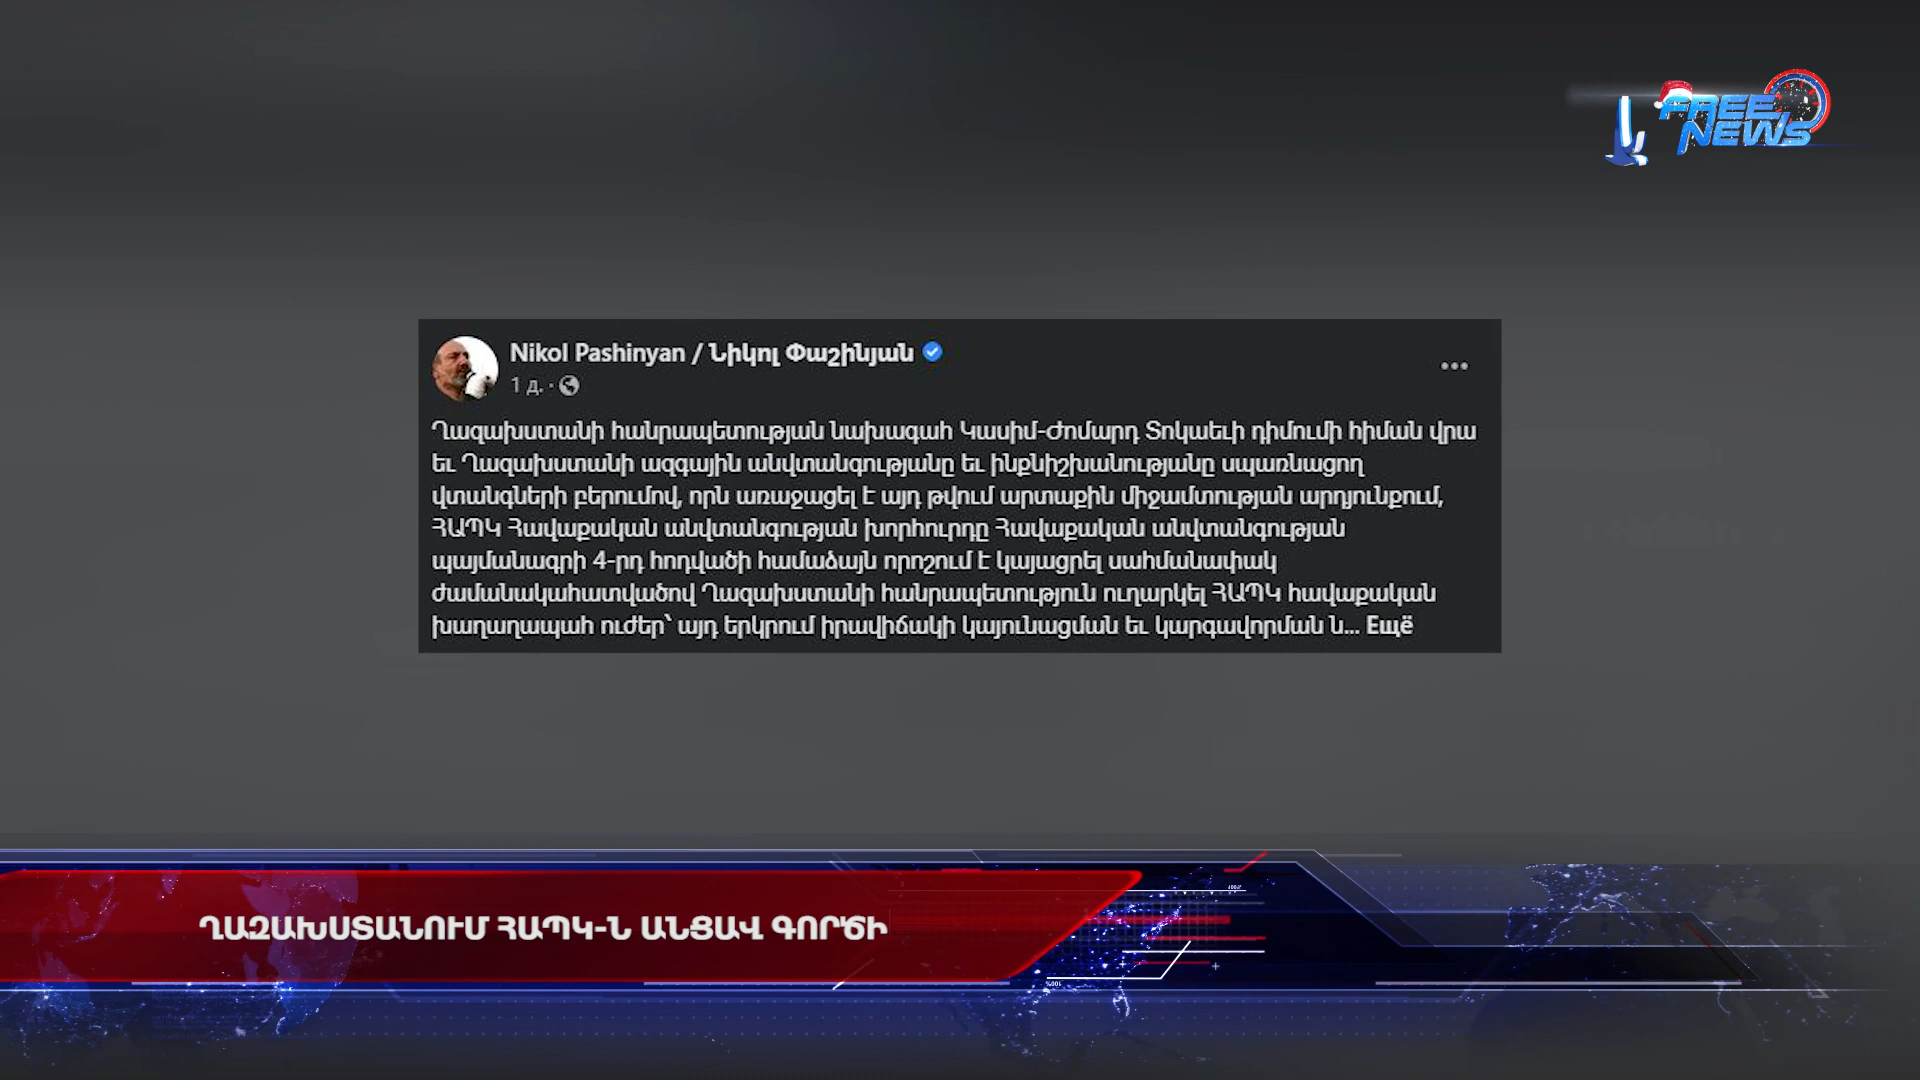 FREE
NEWS
Nikol Pashinyan / Նիկոլ Փաշինյան
1 д. ·
Ղազախստանի հանրապետության նախագահ Կասիմ-Ժոմարդ Տոկաեւի դիմումի հիման վրա
եւ Ղազախստանի ազգային անվտանգությանը եւ ինքնիշխանությանը սպառնացող
վտանգների բերումով, որն առաջացել է այդ թվում արտաքին միջամտության արդյունքում,
ՀԱՊԿ Հավաքական անվտանգության խորհուրդը Հավաքական անվտանգության
պայմանագրի 4-րդ հոդվածի համաձայն որոշում է կայացրել սահմանափակ
ժամանակահատվածով Ղազախստանի հանրապետություն ուղարկել ՀԱՊԿ հավաքական
խաղաղապահ ուժեր՝ այդ երկրում իրավիճակի կայունացման եւ կարգավորման ն... Ещё
ՂԱԶԱԽՍՏԱՆՈՒՄ ՀԱՊԿ-Ն ԱՆՑԱՎ ԳՈՐԾԻ